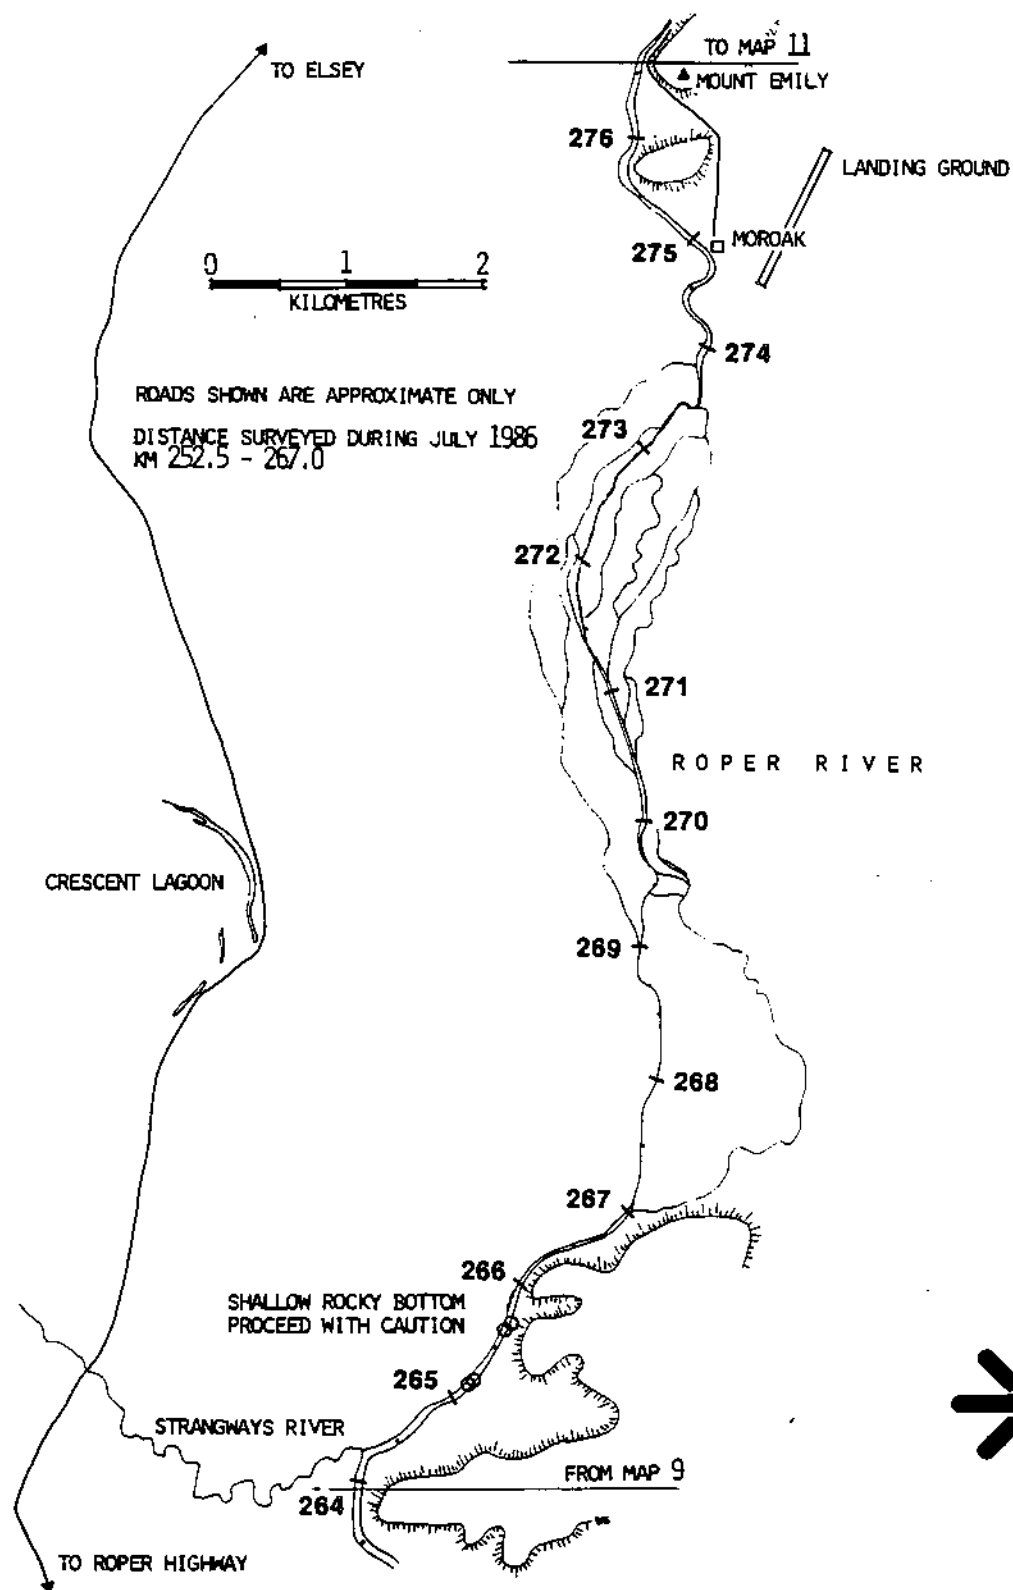 TO MAP 11
TO ELSEY
MOUNT EMILY
276
LANDING GROUND
MOROAK
275
0 1 2
KILOMETRES
274
ROADS SHOWN ARE APPROXIMATE ONLY
273
DISTANCE SURVEYED DURING JULY 1986
KM 252.5 - 267.0
272
271
ROPER RIVER
270
CRESCENT LAGOON
269
268
267
266
SHALLOW ROCKY BOTTOM
PROCEED WITH CAUTION
265
STRANGWAYS RIVER
FROM MAP 9
264
TO ROPER HIGHWAY